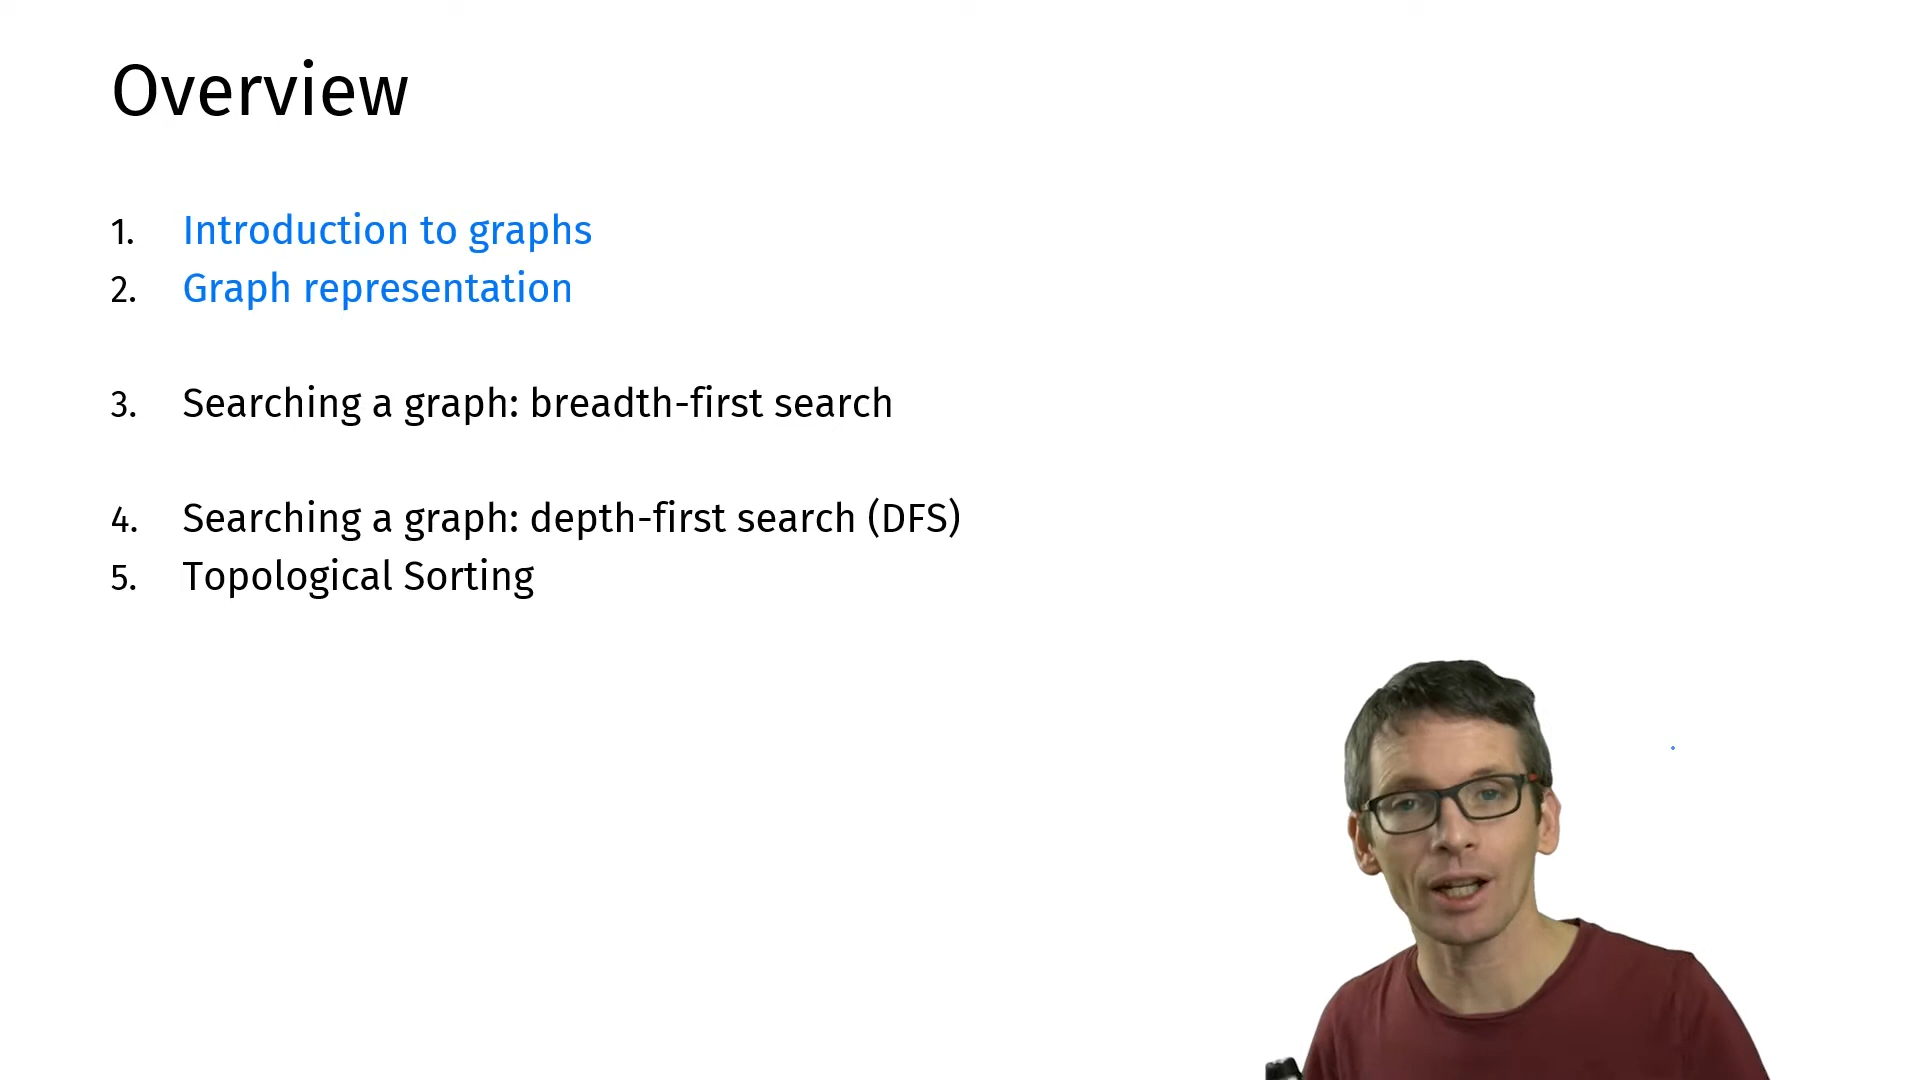 Overview
1. Introduction to graphs
2. Graph representation
3. Searching a graph: breadth-first search
4. Searching a graph: depth-first search (DFS)
5. Topological Sorting